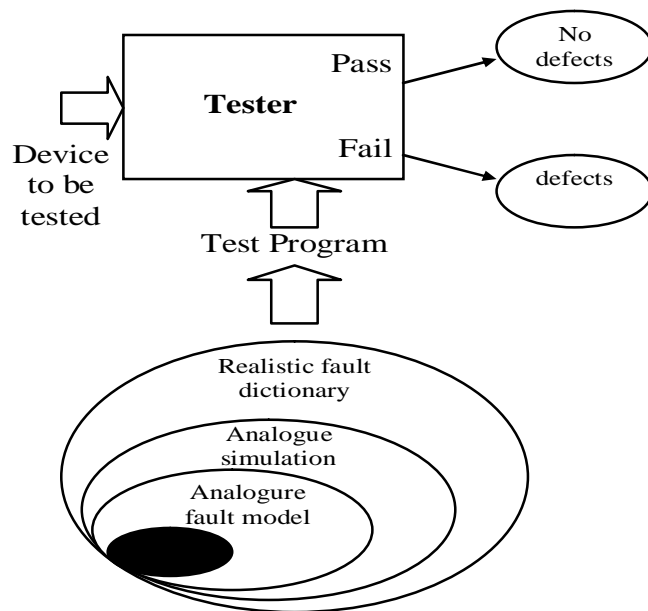 No
defects
Pass
Tester
Fail
Device
to be
tested
defects
Test Program
Realistic fault
dictionary
Analogue
simulation
Analogure
fault model